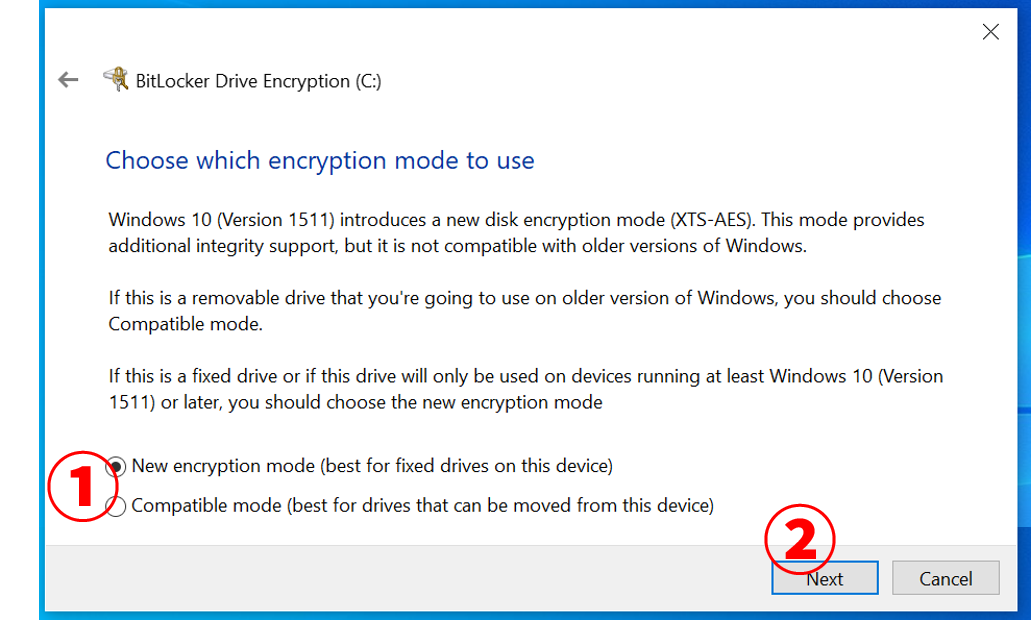 BitLocker Drive Encryption (C:)
Choose which encryption mode to use
Windows 10 (Version 1511) introduces a new disk encryption mode (XTS-AES). This mode provides
additional integrity support, but it is not compatible with older versions of Windows.
If this is a removable drive that you're going to use on older version of Windows, you should choose
Compatible mode.
If this is a fixed drive or if this drive will only be used on devices running at least Windows 10 (Version
1511) or later, you should choose the new encryption mode
1
New encryption mode (best for fixed drives on this device)
Compatible mode (best for drives that can be moved from this device)
2
Next
Cancel